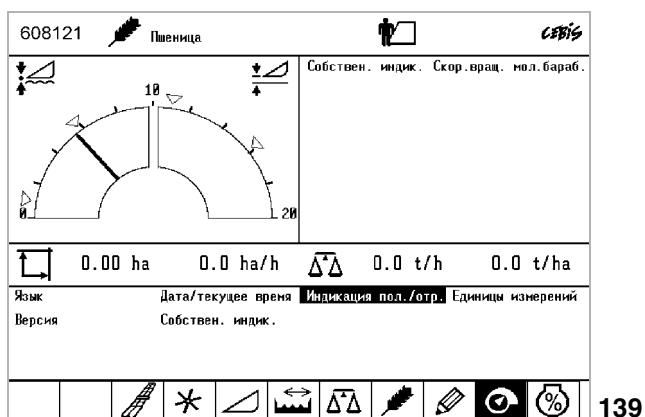 608121 Пшеница CEBIS
Собствен. индик. Скор.вращ. мол.бараб.
10
0 20
0.00 ha 0.0 ha/h 0.0 t/h 0.0 t/ha
Язык Дата/текущее время Индикация пол./отр. Единицы измерений
Версия Собствен. индик.
%
139